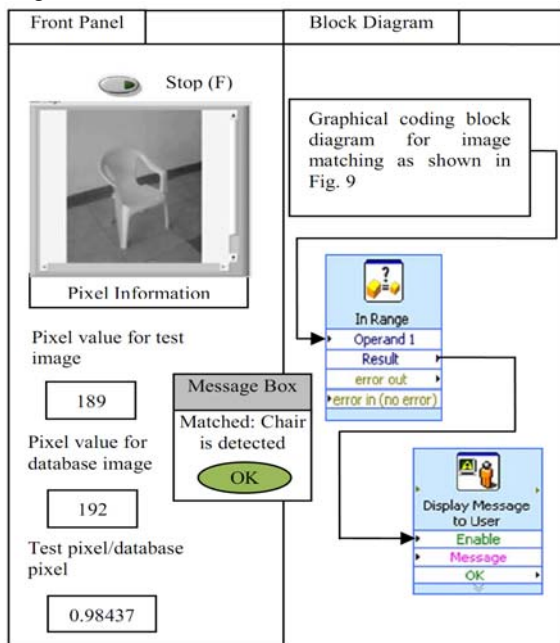 Front Panel
Block Diagram
Stop (F)
Graphical coding block
diagram for image
matching as shown in
Fig. 9
Pixel Information
Pixel value for test
image
189
Pixel value for
database image
192
Test pixel/database
pixel
0.98437
Message Box
Matched: Chair
is detected
OK
In Range
Operand 1
Result
error out
error in (no error)
Display Message
to User
Enable
Message
OK